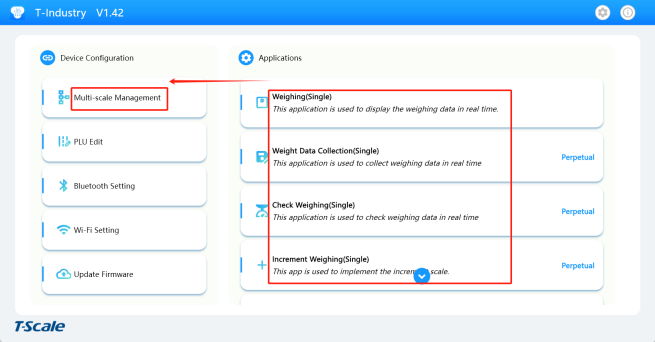 T-Industry V1.42
Device Configuration
Multi-scale Management
PLU Edit
Bluetooth Setting
Wi-Fi Setting
Update Firmware
Applications
Weighing(Single)
This application is used to display the weighing data in real time.
Weight Data Collection(Single)
This application is used to collect weighing data in real time
Perpetual
Check Weighing(Single)
This application is used to check weighing data in real time
Perpetual
Increment Weighing(Single)
This app is used to implement the scale.
Perpetual
T-Scale